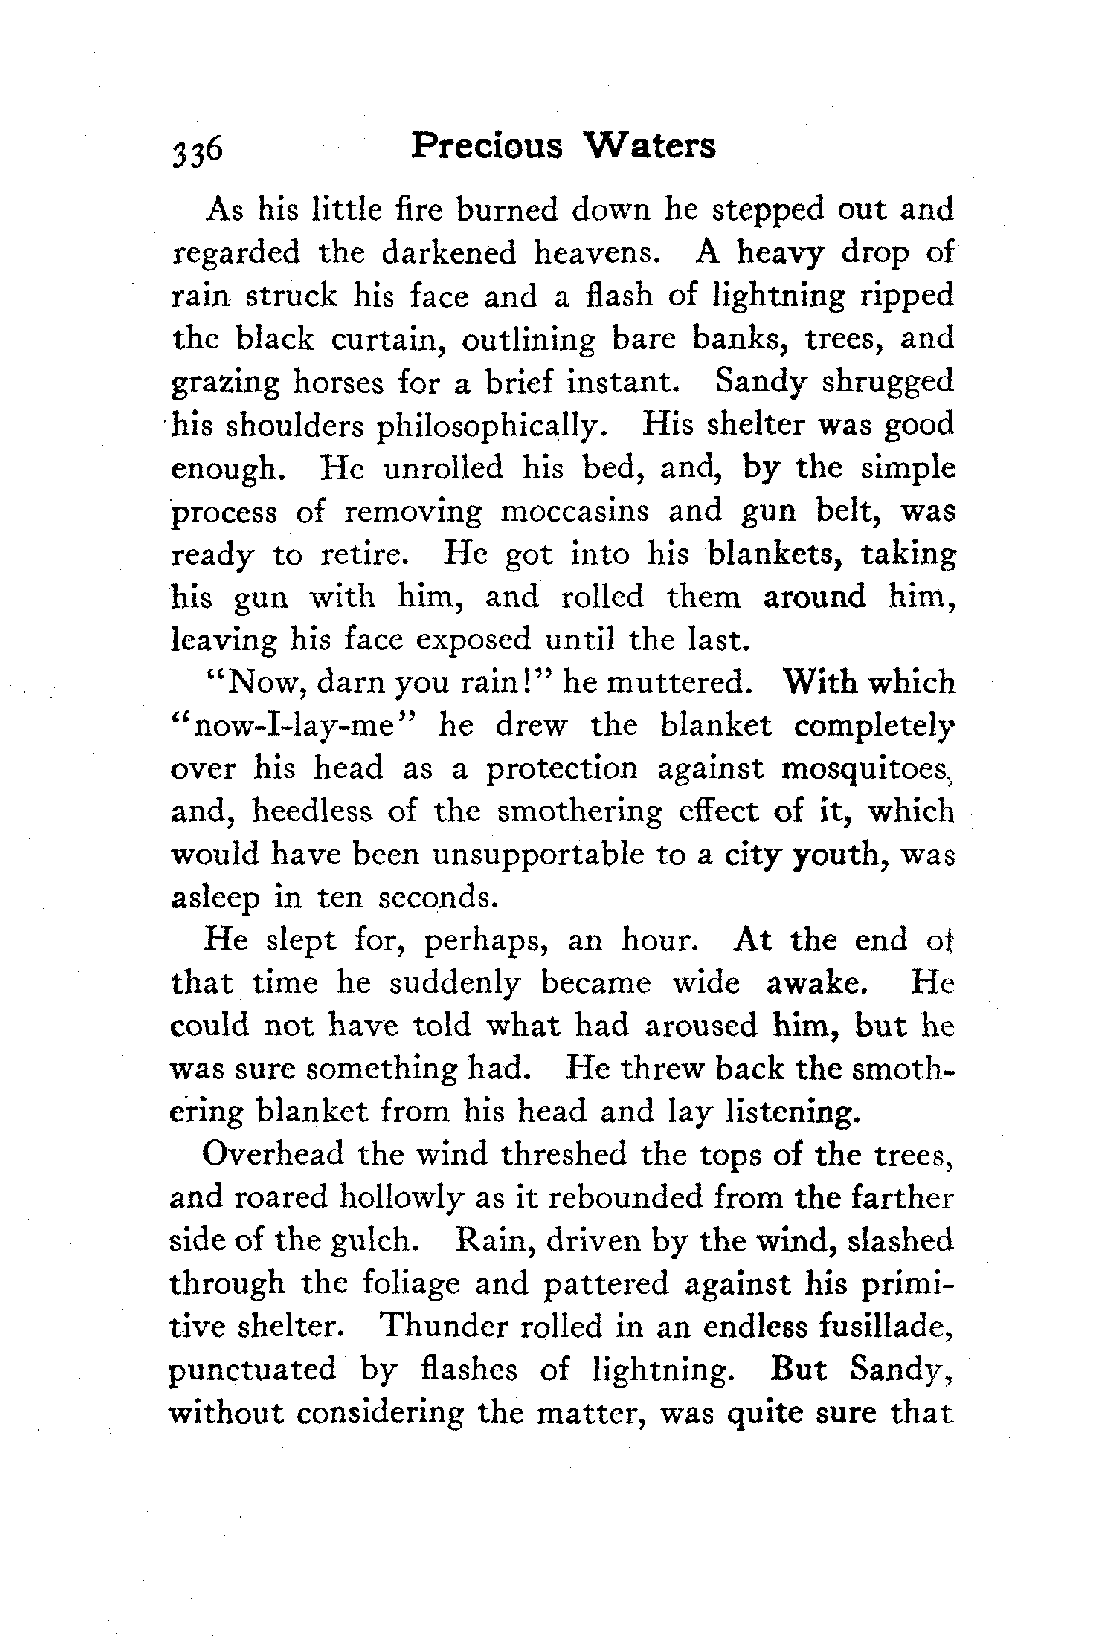 336 Precious Waters
As his little fire burned down he stepped out and
regarded the darkened heavens. A heavy drop of
rain struck his face and a flash of lightning ripped
the black curtain, outlining bare banks, trees, and
grazing horses for a brief instant. Sandy shrugged
his shoulders philosophically. His shelter was good
enough. He unrolled his bed, and, by the simple
process of removing moccasins and gun belt, was
ready to retire. He got into his blankets, taking
his gun with him, and rolled them around him,
leaving his face exposed until the last.
"Now, darn you rain!" he muttered. With which
"now-I-lay-me" he drew the blanket completely
over his head as a protection against mosquitoes,
and, heedless of the smothering effect of it, which
would have been unsupportable to a city youth, was
asleep in ten seconds.
He slept for, perhaps, an hour. At the end of
that time he suddenly became wide awake. He
could not have told what had aroused him, but he
was sure something had. He threw back the smoth-
ering blanket from his head and lay listening.
Overhead the wind threshed the tops of the trees,
and roared hollowly as it rebounded from the farther
side of the gulch. Rain, driven by the wind, slashed
through the foliage and pattered against his primi-
tive shelter. Thunder rolled in an endless fusillade,
punctuated by flashes of lightning. But Sandy,
without considering the matter, was quite sure that